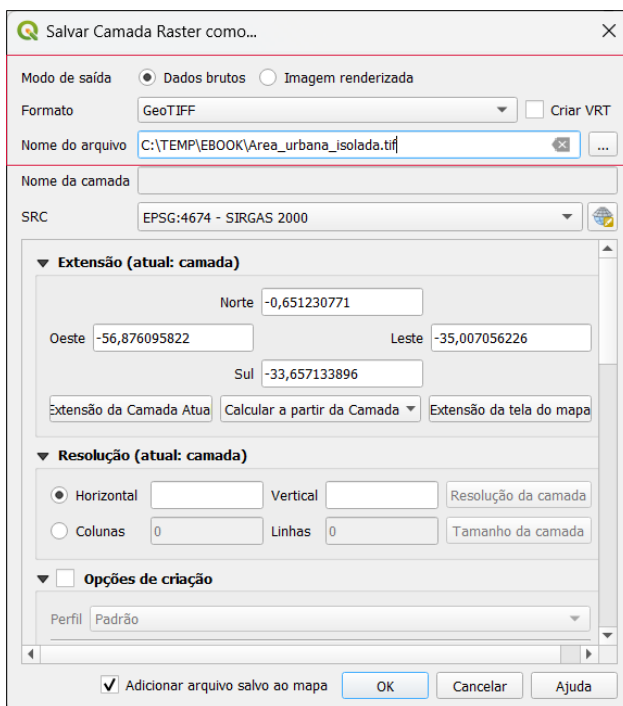 Salvar Camada Raster como...
Modo de saída Dados brutos Imagem renderizada
Formato GeoTIFF Criar VRT
Nome do arquivo C:\TEMP\EBOOK\Area_urbana_isolada.tif ...
Nome da camada
SRC EPSG:4674 - SIRGAS 2000
Extensão (atual: camada)
Norte -0,651230771
Oeste -56,876095822 Leste -35,007056226
Sul -33,657133896
Extensão da Camada Atua Calcular a partir da Camada Extensão da tela do mapa
Resolução (atual: camada)
Horizontal Vertical Resolução da camada
Colunas 0 Linhas 0 Tamanho da camada
Opções de criação
Perfil Padrão
Adicionar arquivo salvo ao mapa OK Cancelar Ajuda